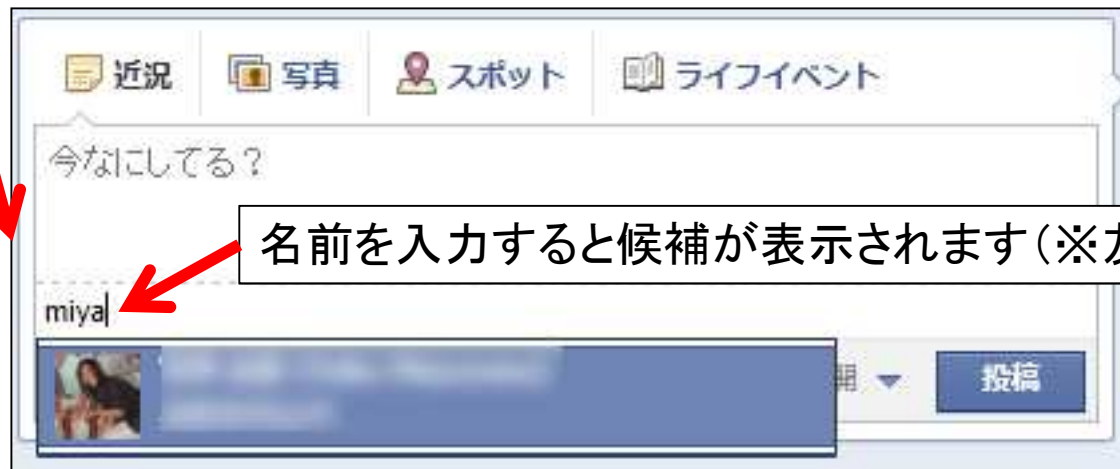 近況 写真 スポット ライフイベント
今なにしてる？
名前を入力すると候補が表示されます（※
miya
開 投稿